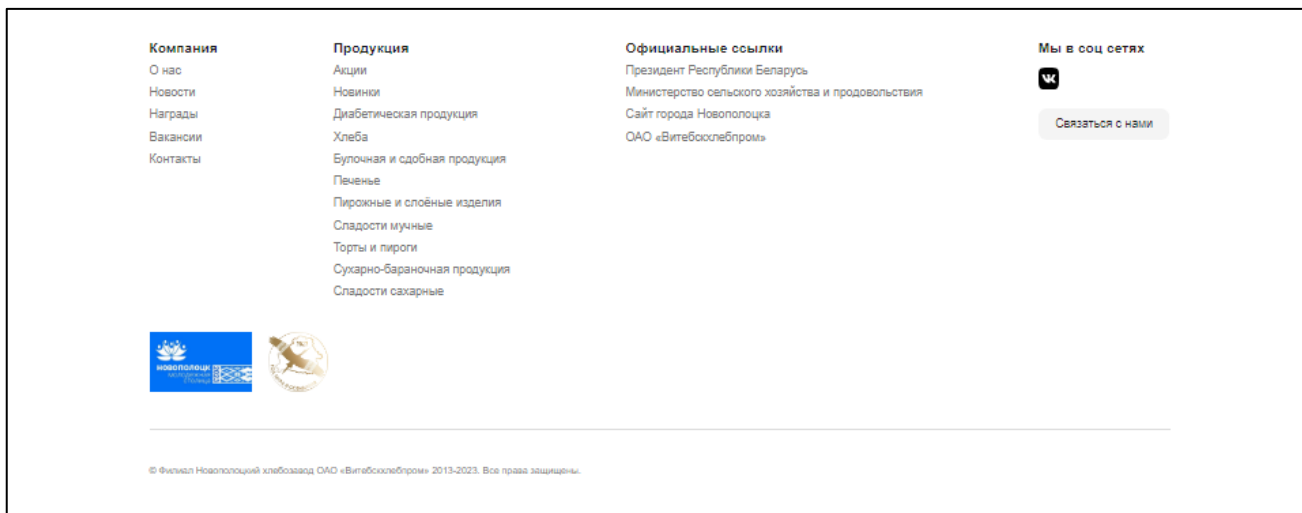 Компания
О нас
Новости
Награды
Вакансии
Контакты
Продукция
Акции
Новинки
Диабетическая продукция
Хлеба
Булочная и сдобная продукция
Печенье
Пирожные и слоёные изделия
Сладости мучные
Торты и пироги
Сухарно-бараночная продукция
Сладости сахарные
Официальные ссылки
Президент Республики Беларусь
Министерство сельского хозяйства и продовольствия
Сайт города Новополоцка
ОАО «Витебскхлебпром»
Мы в соц сетях
Связаться с нами
новополоцк
молодежная
столица
© Филиал Новополоцкий хлебозавод ОАО «Витебскхлебпром» 2013-2023. Все права защищены.